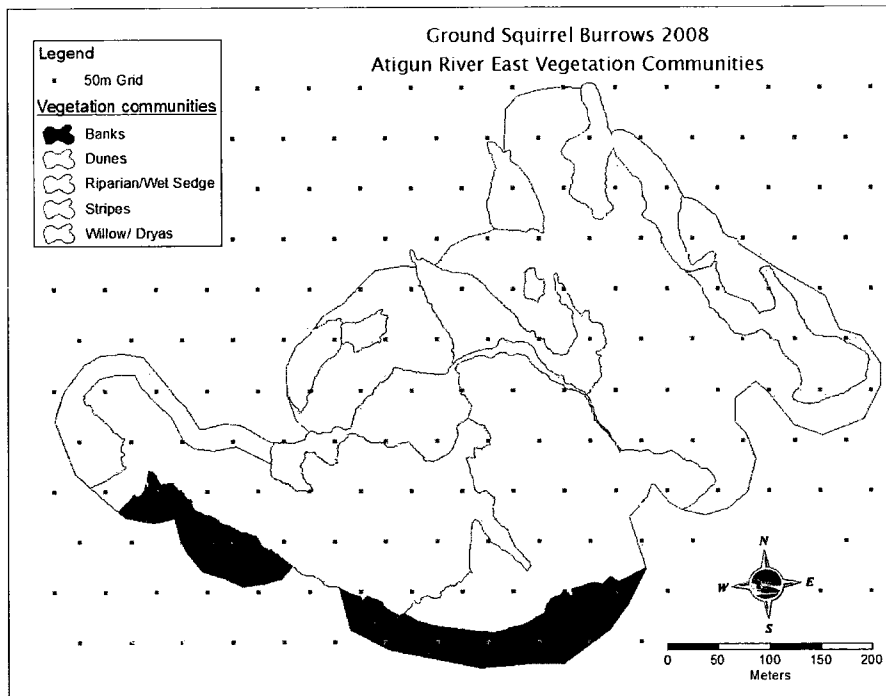 Ground Squirrel Burrows 2008
Atigun River East Vegetation Communities
Legend
50m Grid
Vegetation communities
Banks
Dunes
Riparian/Wet Sedge
Stripes
Willow/ Dryas
N
W E
S
0 50 100 150 200
Meters